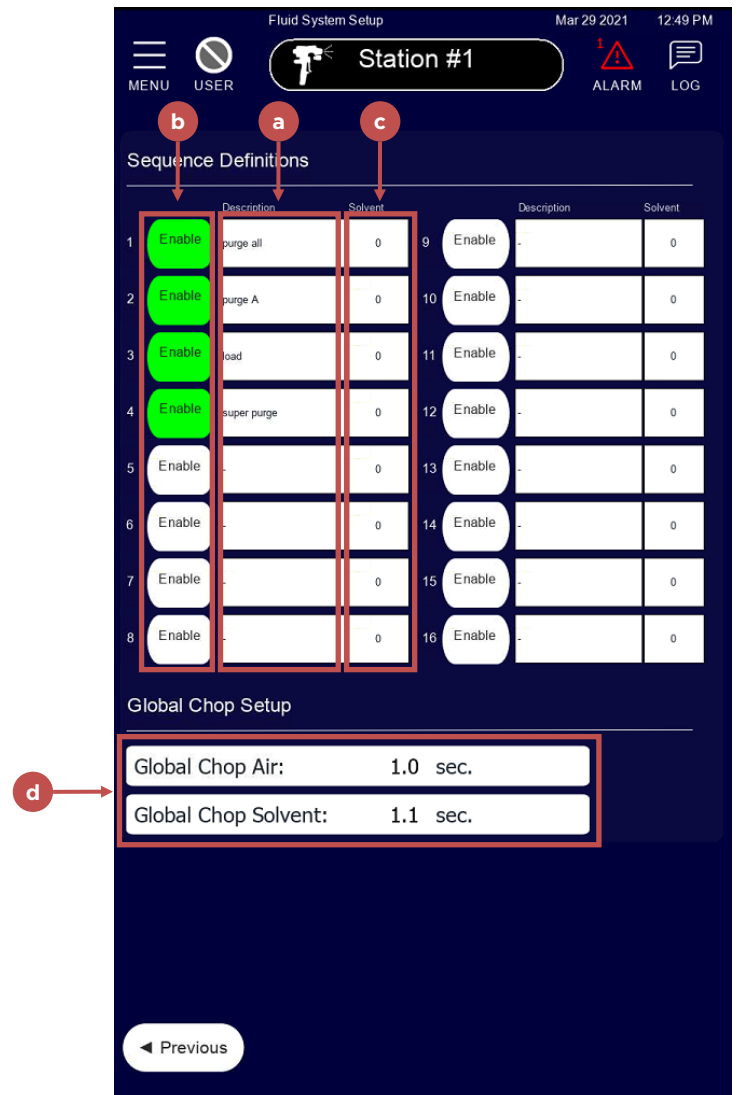 Fluid System Setup Mar 29 2021 12:49 PM
MENU USER Station #1 1 ALARM LOG
b a c
Sequence Definitions
Description Solvent Description Solvent
1 Enable purge all 0 9 Enable - 0
2 Enable purge A 0 10 Enable - 0
3 Enable load 0 11 Enable - 0
4 Enable super purge 0 12 Enable - 0
5 Enable - 0 13 Enable - 0
6 Enable - 0 14 Enable - 0
7 Enable - 0 15 Enable - 0
8 Enable - 0 16 Enable - 0
Global Chop Setup
Global Chop Air: 1.0 sec.
d
Global Chop Solvent: 1.1 sec.
◄ Previous